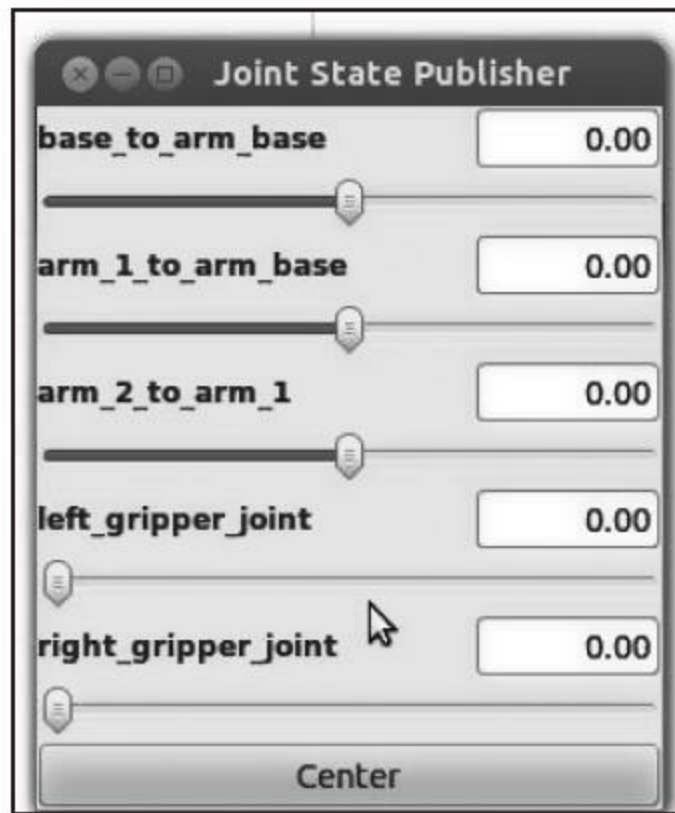 Joint State Publisher
base_to_arm_base 0.00
arm_1_to_arm_base 0.00
arm_2_to_arm_1 0.00
left_gripper_joint 0.00
right_gripper_joint 0.00
Center